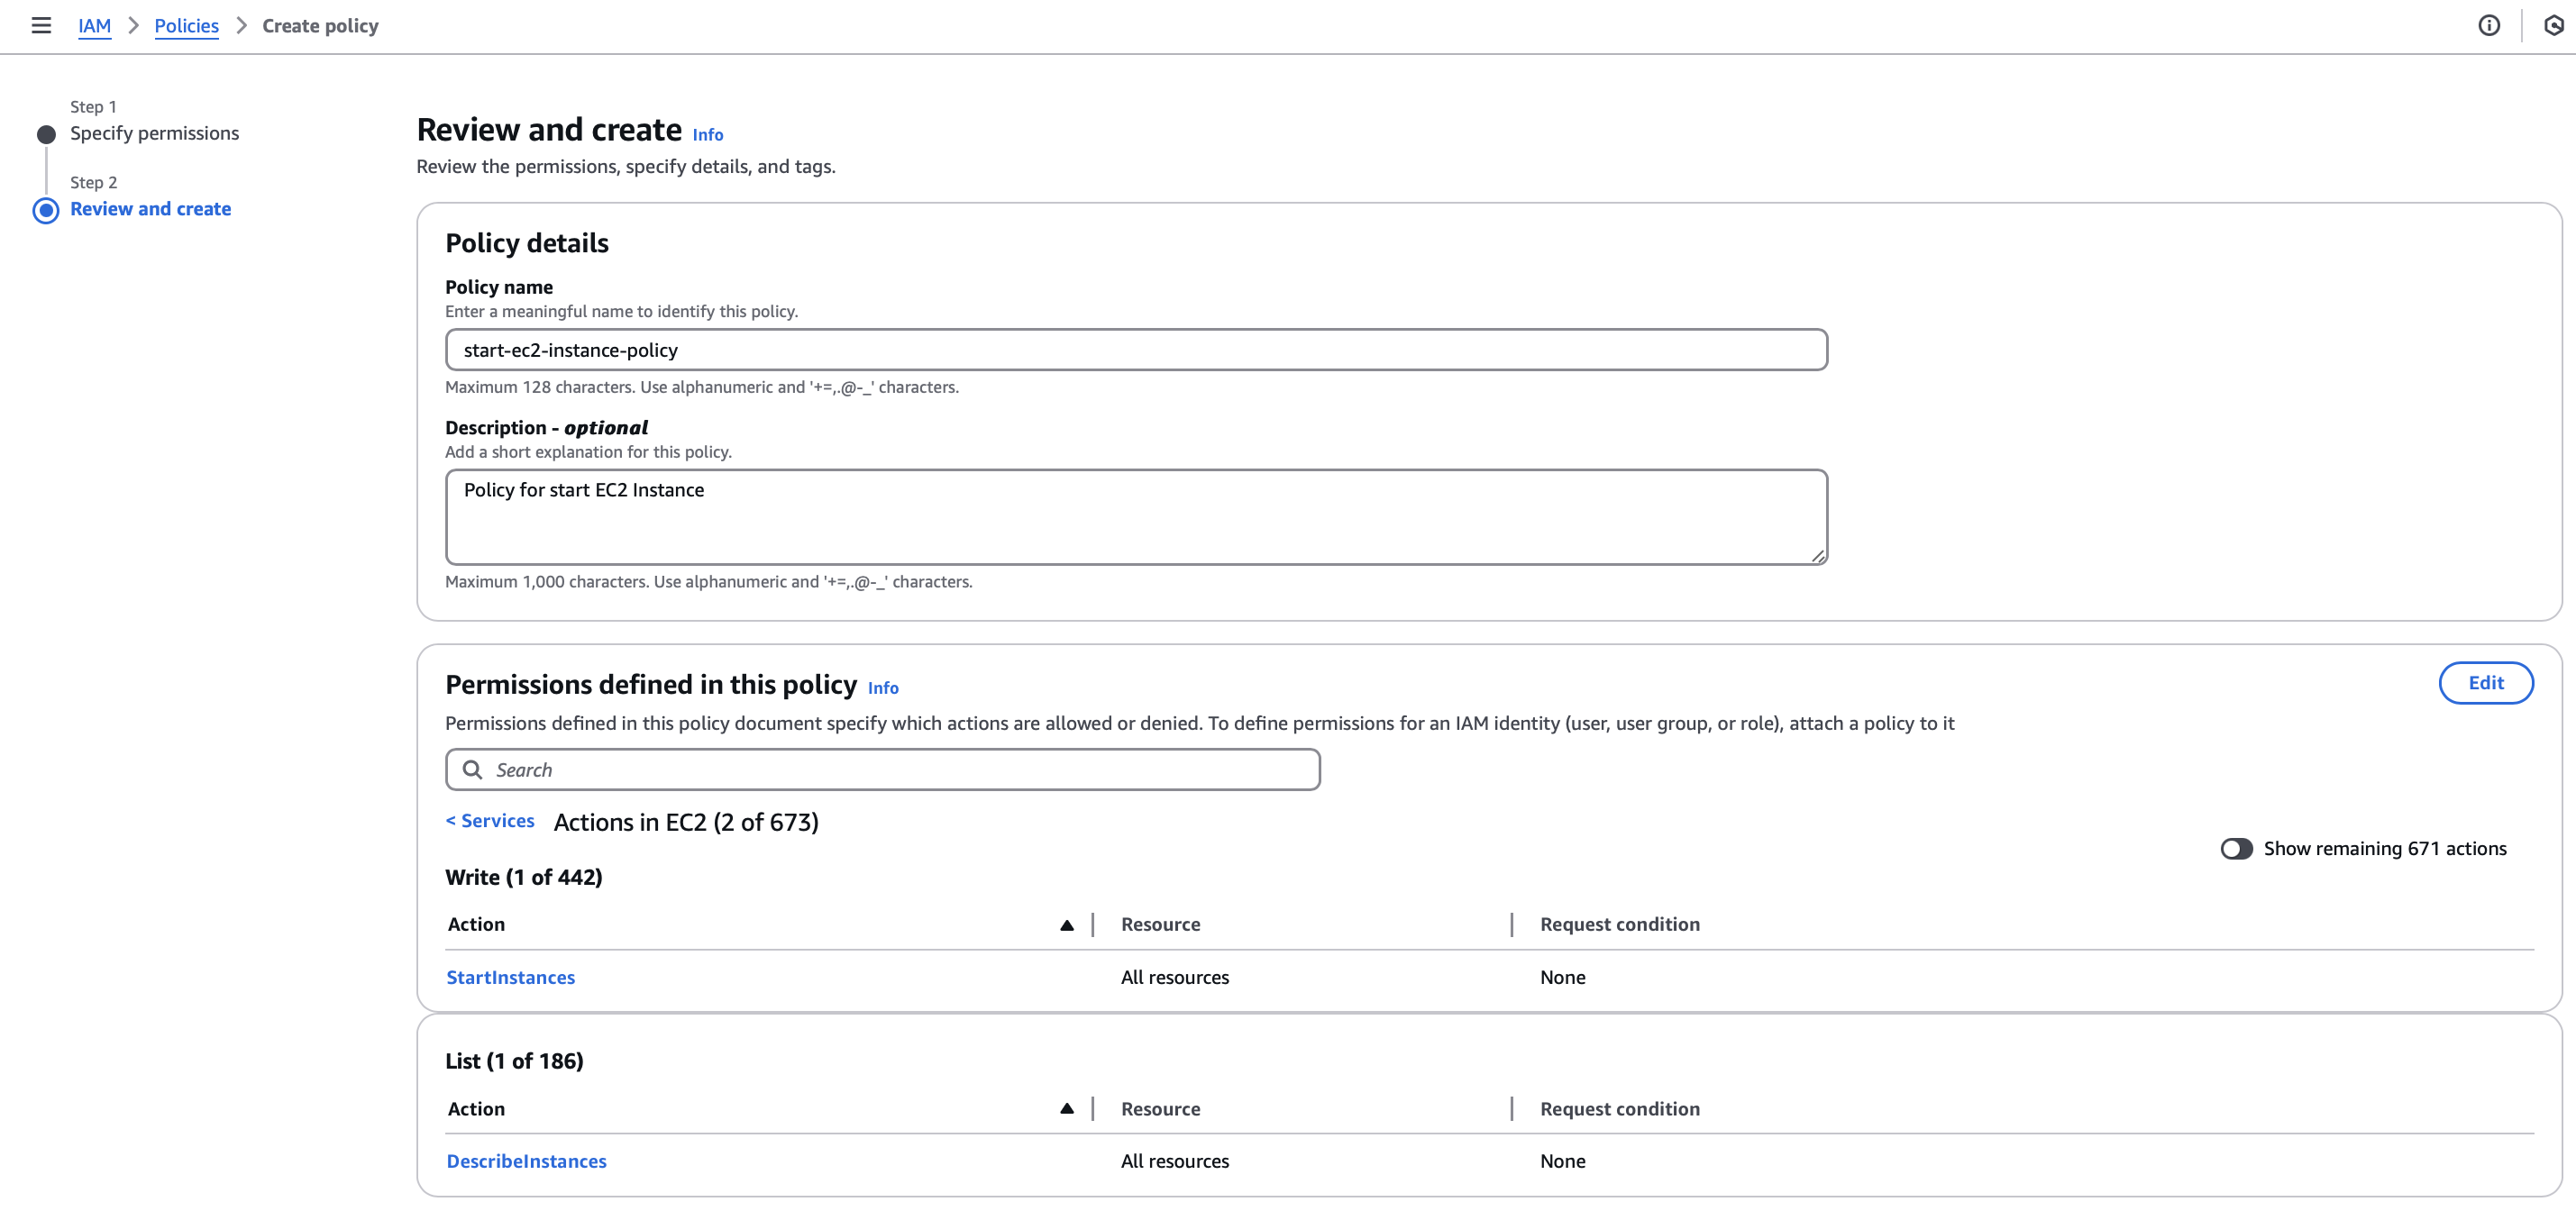 IAM > Policies > Create policy
Step 1
Specify permissions
Step 2
Review and create
Review and create Info
Review the permissions, specify details, and tags.
Policy details
Policy name
Enter a meaningful name to identify this policy.
start-ec2-instance-policy
Maximum 128 characters. Use alphanumeric and '+=,.@-_' characters.
Description - optional
Add a short explanation for this policy.
Policy for start EC2 Instance
Maximum 1,000 characters. Use alphanumeric and '+=,.@-_' characters.
Permissions defined in this policy Info
Edit
Permissions defined in this policy document specify which actions are allowed or denied. To define permissions for an IAM identity (user, user group, or role), attach a policy to it
Search
< Services Actions in EC2 (2 of 673)
Show remaining 671 actions
Write (1 of 442)
Action Resource Request condition
StartInstances All resources None
List (1 of 186)
Action Resource Request condition
DescribeInstances All resources None